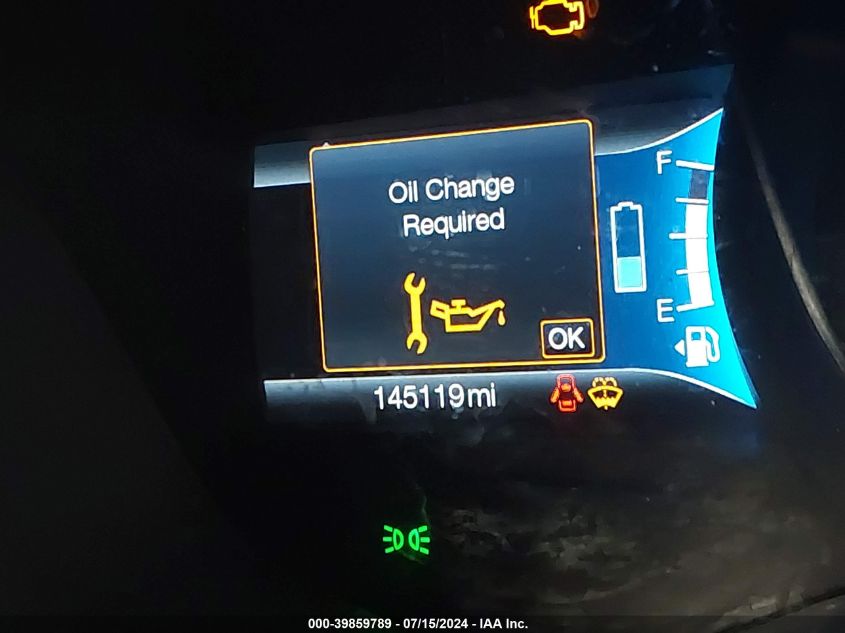 Oil Change
Required
OK
F
E
145119mi
000-39859789 - 07/15/2024 - IAA Inc.